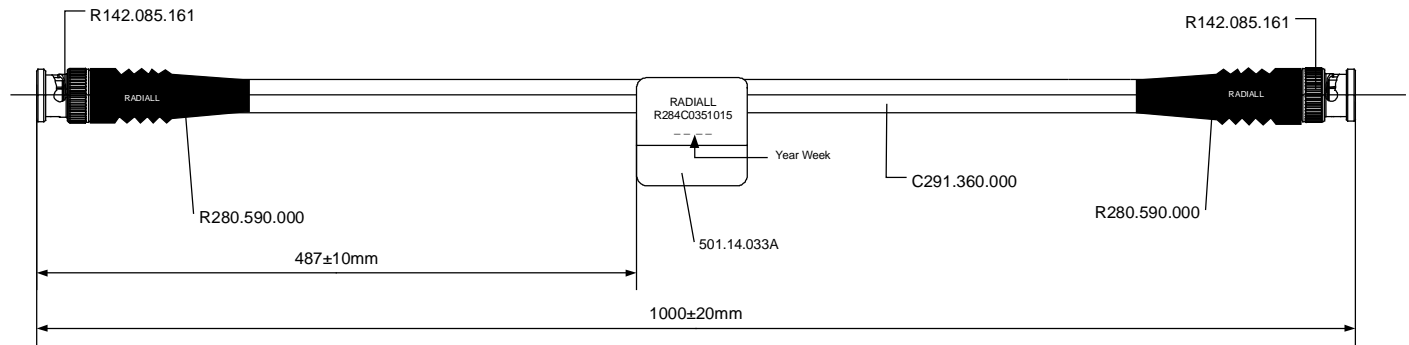 R142.085.161
R142.085.161
RADIALL
RADIALL
RADIALL
R284C0351015
_ _ _ _
Year Week
C291.360.000
R280.590.000
R280.590.000
501.14.033A
487±10mm
1000±20mm